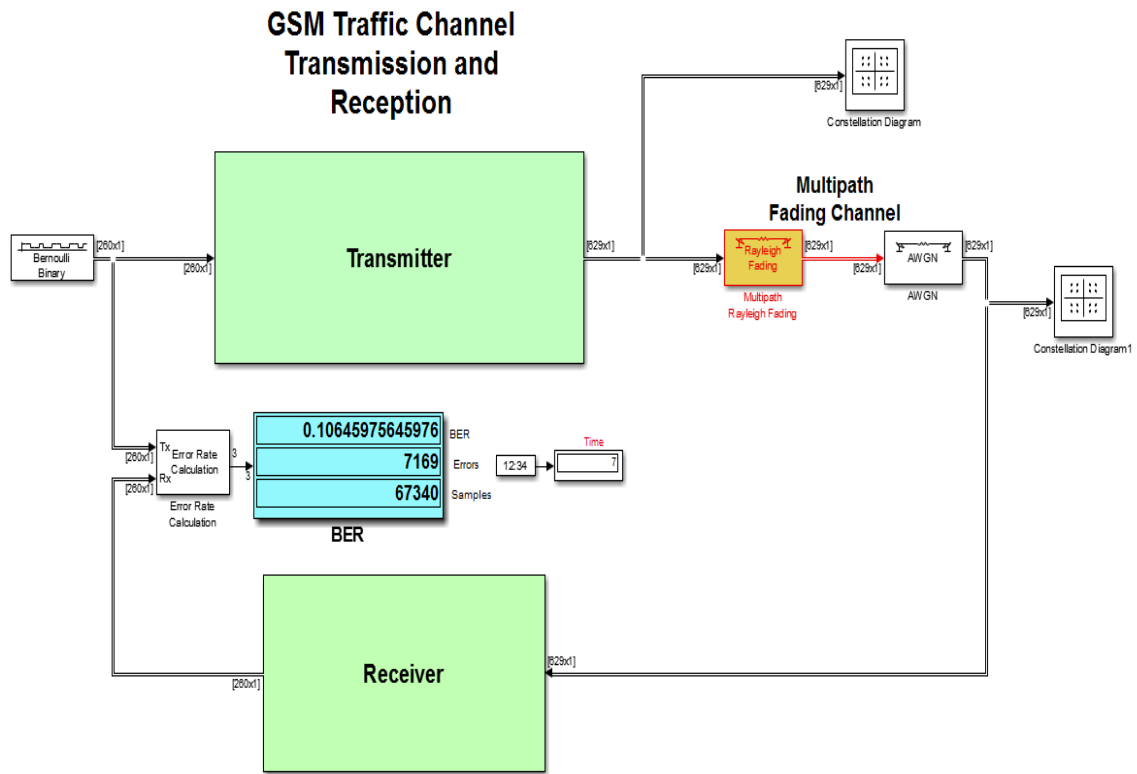 GSM Traffic Channel
Transmission and
Reception
[629x1]
Constellation Diagram
Multipath
Fading Channel
Bernoulli
Binary
[260x1]
[260x1]
Transmitter
[629x1]
[629x1]
Rayleigh
Fading
[629x1]
Multipath
Rayleigh Fading
[629x1]
AWGN
[629x1]
AWGN
[629x1]
Constellation Diagram1
Tx
[260x1]
Rx
[260x1]
Error Rate
Calculation
3
Error Rate
Calculation
3
0.10645975645976
BER
7169
Errors
67340
Samples
BER
12:34
Time
7
Receiver
[629x1]
[260x1]